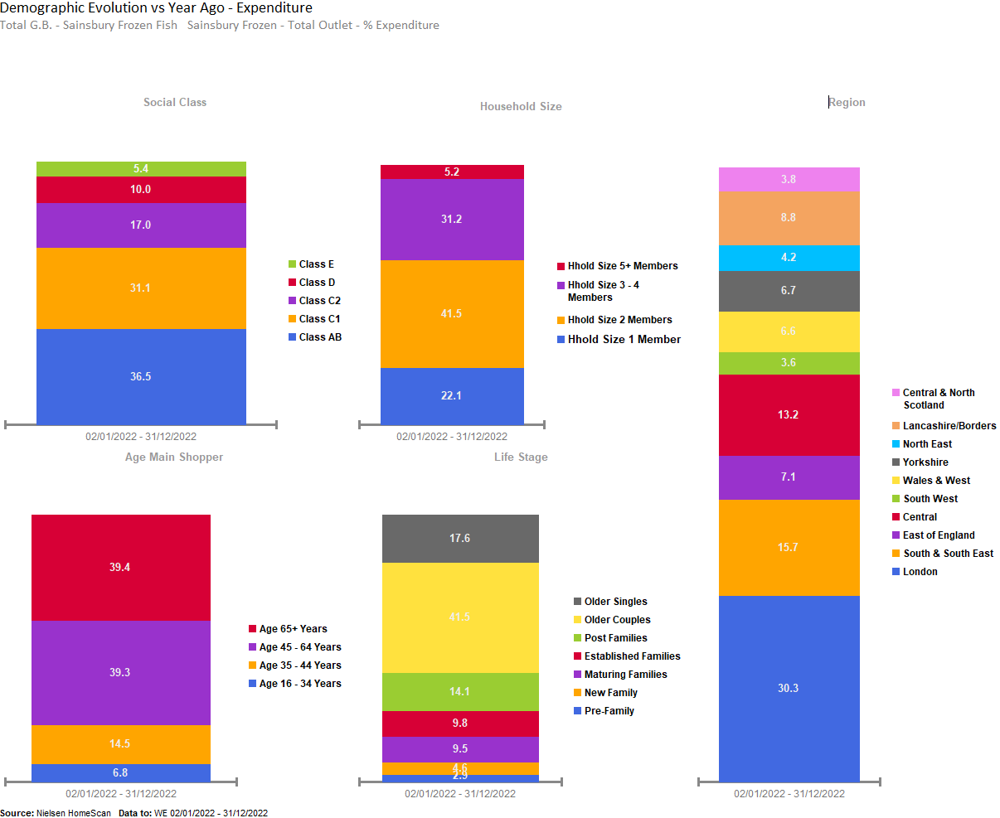 Demographic Evolution vs Year Ago - Expenditure
Total G.B. - Sainsbury Frozen Fish   Sainsbury Frozen - Total Outlet - % Expenditure
Social Class
5.4
10.0
17.0
31.1
36.5
Class E
Class D
Class C2
Class C1
Class AB
02/01/2022 - 31/12/2022
Household Size
5.2
31.2
41.5
22.1
Hhold Size 5+ Members
Hhold Size 3 - 4
Members
Hhold Size 2 Members
Hhold Size 1 Member
02/01/2022 - 31/12/2022
Region
3.8
8.8
4.2
6.7
6.6
3.6
13.2
7.1
15.7
30.3
Central & North
Scotland
Lancashire/Borders
North East
Yorkshire
Wales & West
South West
Central
East of England
South & South East
London
02/01/2022 - 31/12/2022
Age Main Shopper
39.4
39.3
14.5
6.8
Age 65+ Years
Age 45 - 64 Years
Age 35 - 44 Years
Age 16 - 34 Years
02/01/2022 - 31/12/2022
Life Stage
17.6
41.5
14.1
9.8
9.5
4.6
2.9
Older Singles
Older Couples
Post Families
Established Families
Maturing Families
New Family
Pre-Family
02/01/2022 - 31/12/2022
Source: Nielsen HomeScan   Data to: WE 02/01/2022 - 31/12/2022